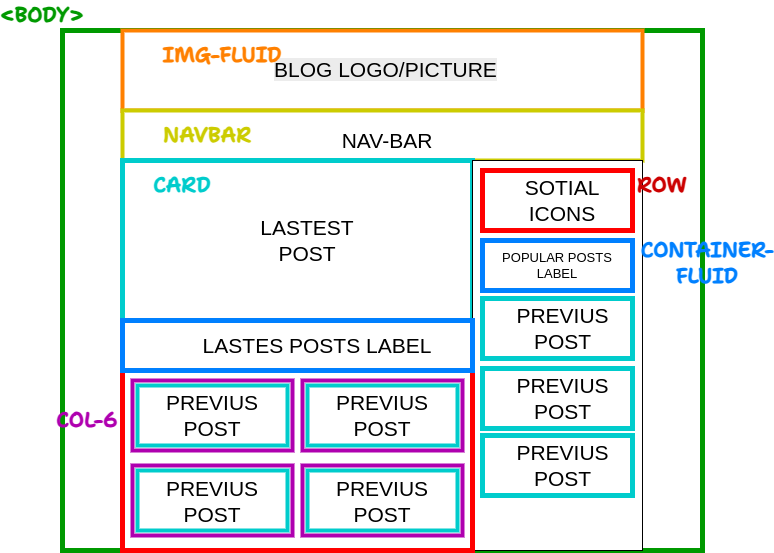 <BODY>
IMG-FLUID
BLOG LOGO/PICTURE
NAVBAR
NAV-BAR
CARD
LASTEST
POST
SOTIAL
ICONS
ROW
POPULAR POSTS
LABEL
CONTAINER-
FLUID
PREVIUS
POST
PREVIUS
POST
PREVIUS
POST
LASTES POSTS LABEL
COL-6
PREVIUS
POST
PREVIUS
POST
PREVIUS
POST
PREVIUS
POST